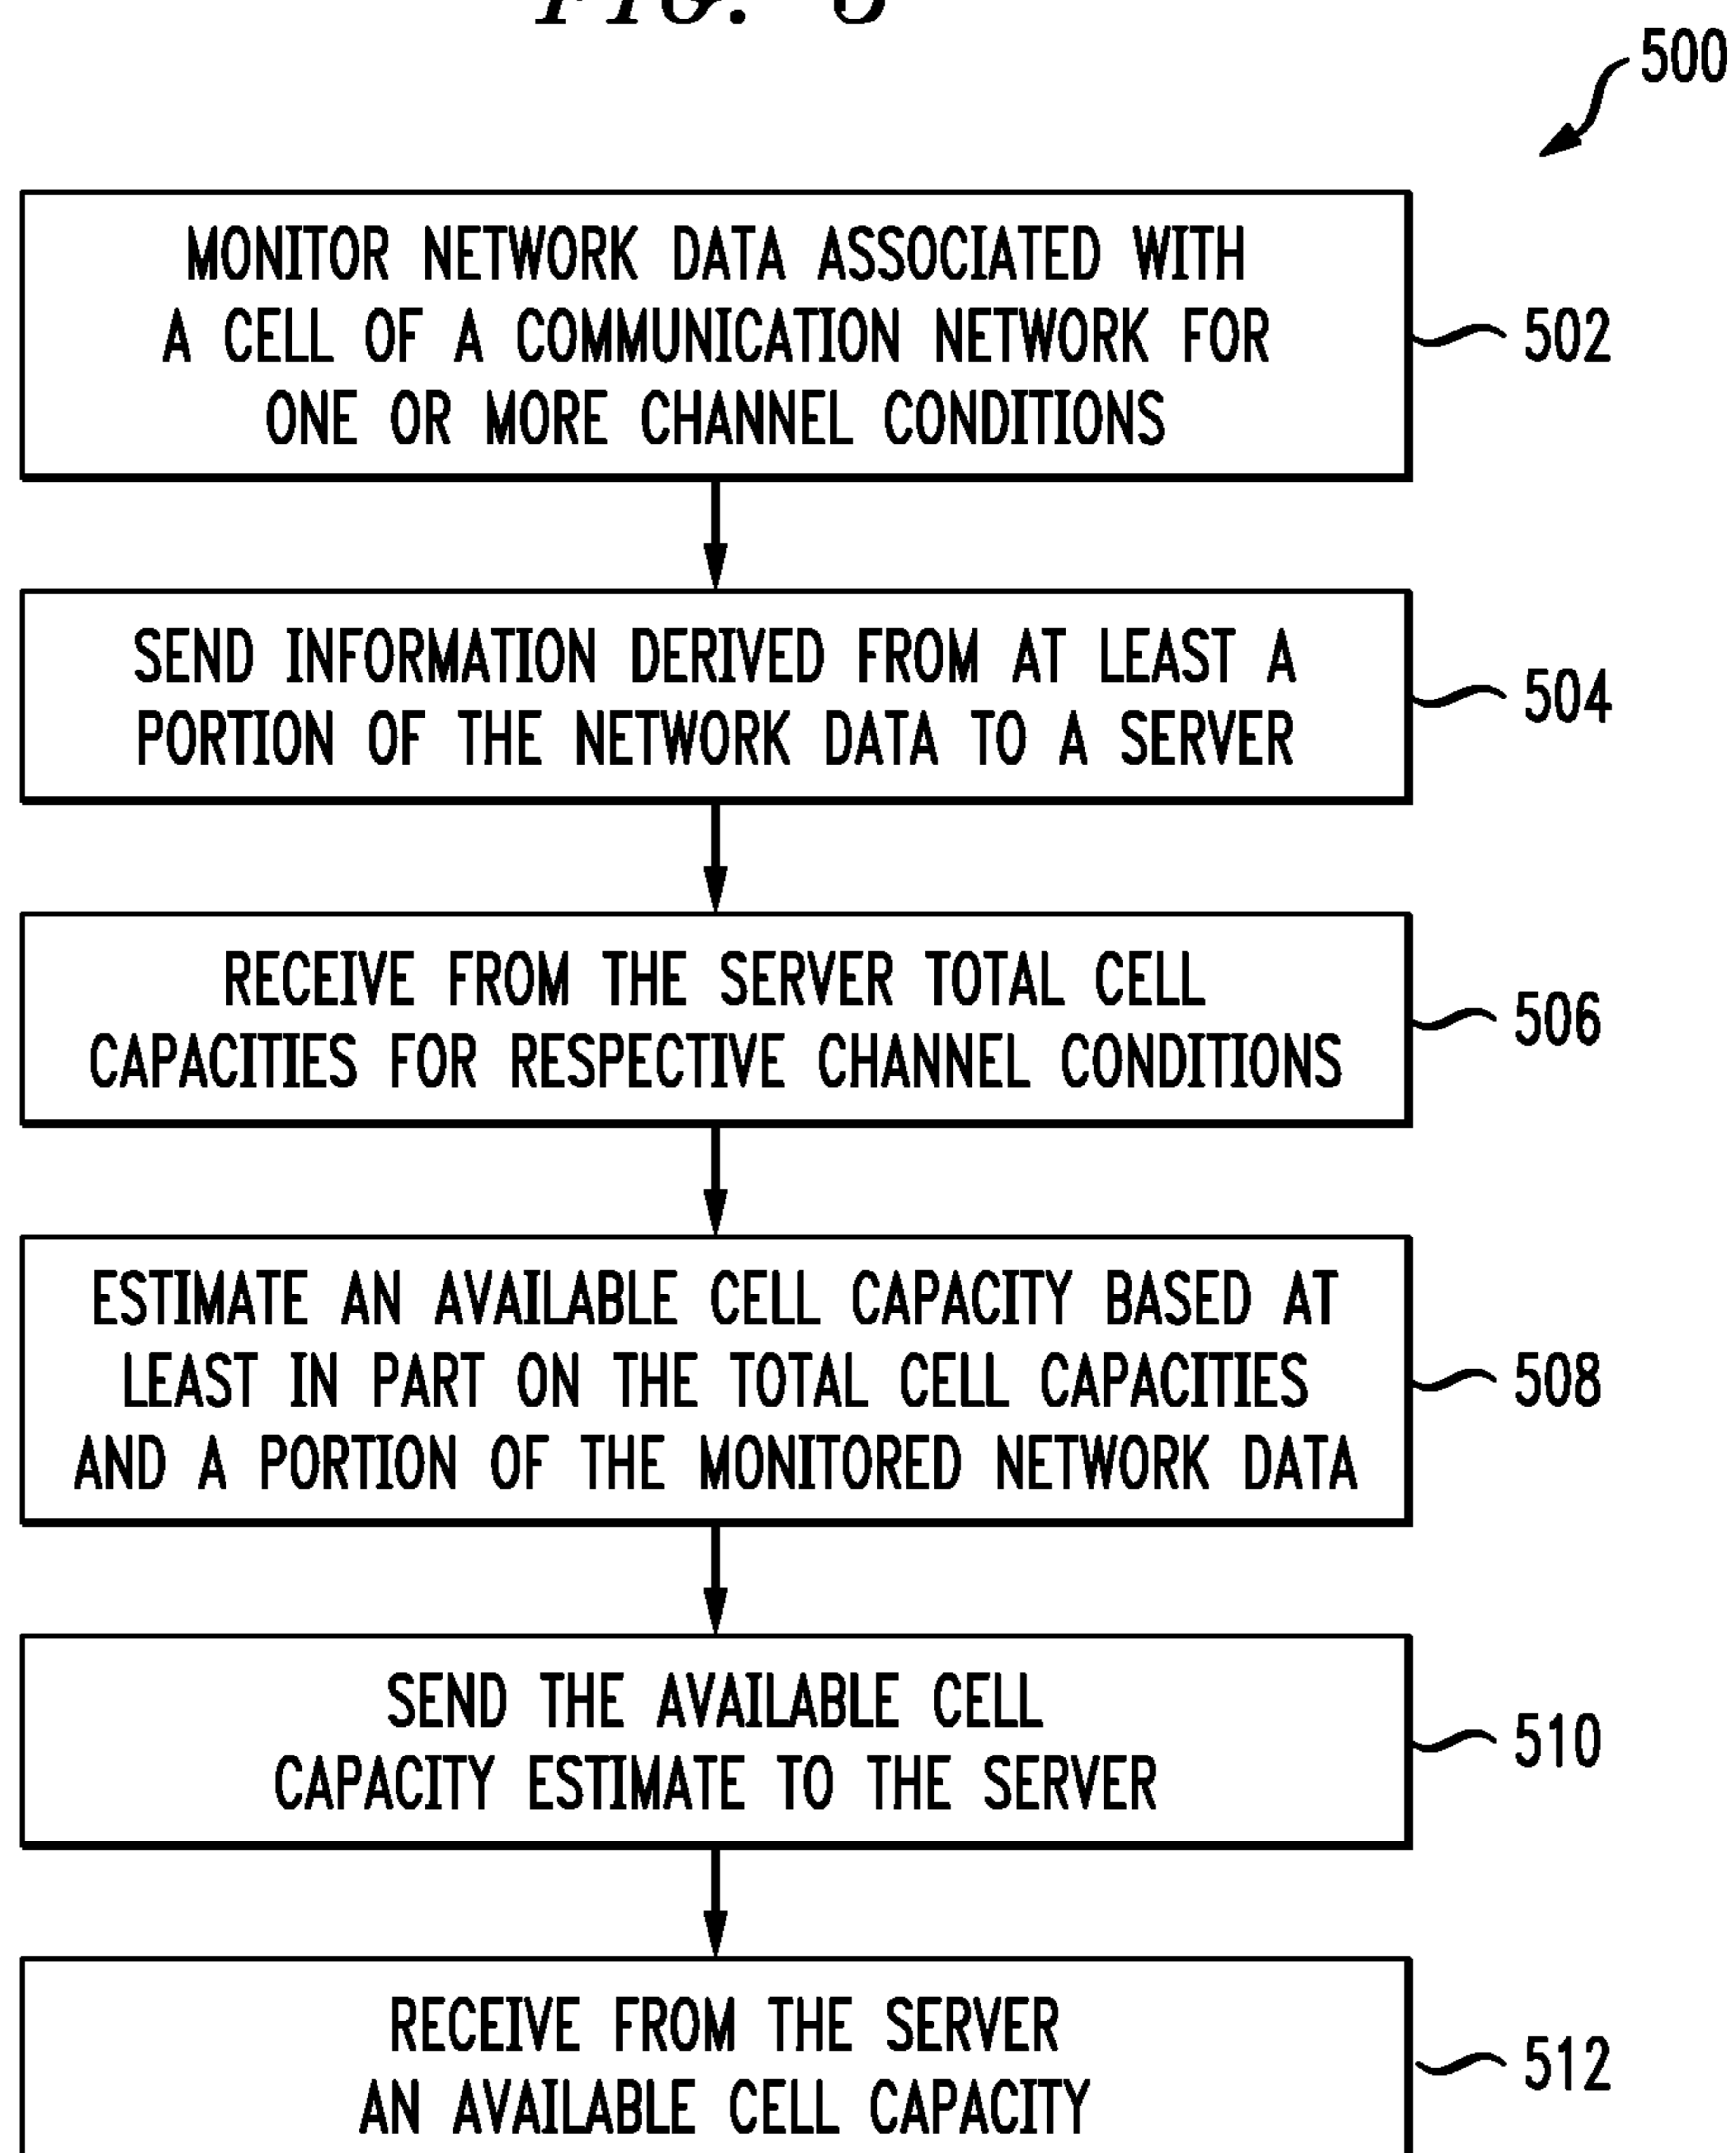 FIG. 5
500
MONITOR NETWORK DATA ASSOCIATED WITH
A CELL OF A COMMUNICATION NETWORK FOR
ONE OR MORE CHANNEL CONDITIONS
502
SEND INFORMATION DERIVED FROM AT LEAST A
PORTION OF THE NETWORK DATA TO A SERVER
504
RECEIVE FROM THE SERVER TOTAL CELL
CAPACITIES FOR RESPECTIVE CHANNEL CONDITIONS
506
ESTIMATE AN AVAILABLE CELL CAPACITY BASED AT
LEAST IN PART ON THE TOTAL CELL CAPACITIES
AND A PORTION OF THE MONITORED NETWORK DATA
508
SEND THE AVAILABLE CELL
CAPACITY ESTIMATE TO THE SERVER
510
RECEIVE FROM THE SERVER
AN AVAILABLE CELL CAPACITY
512